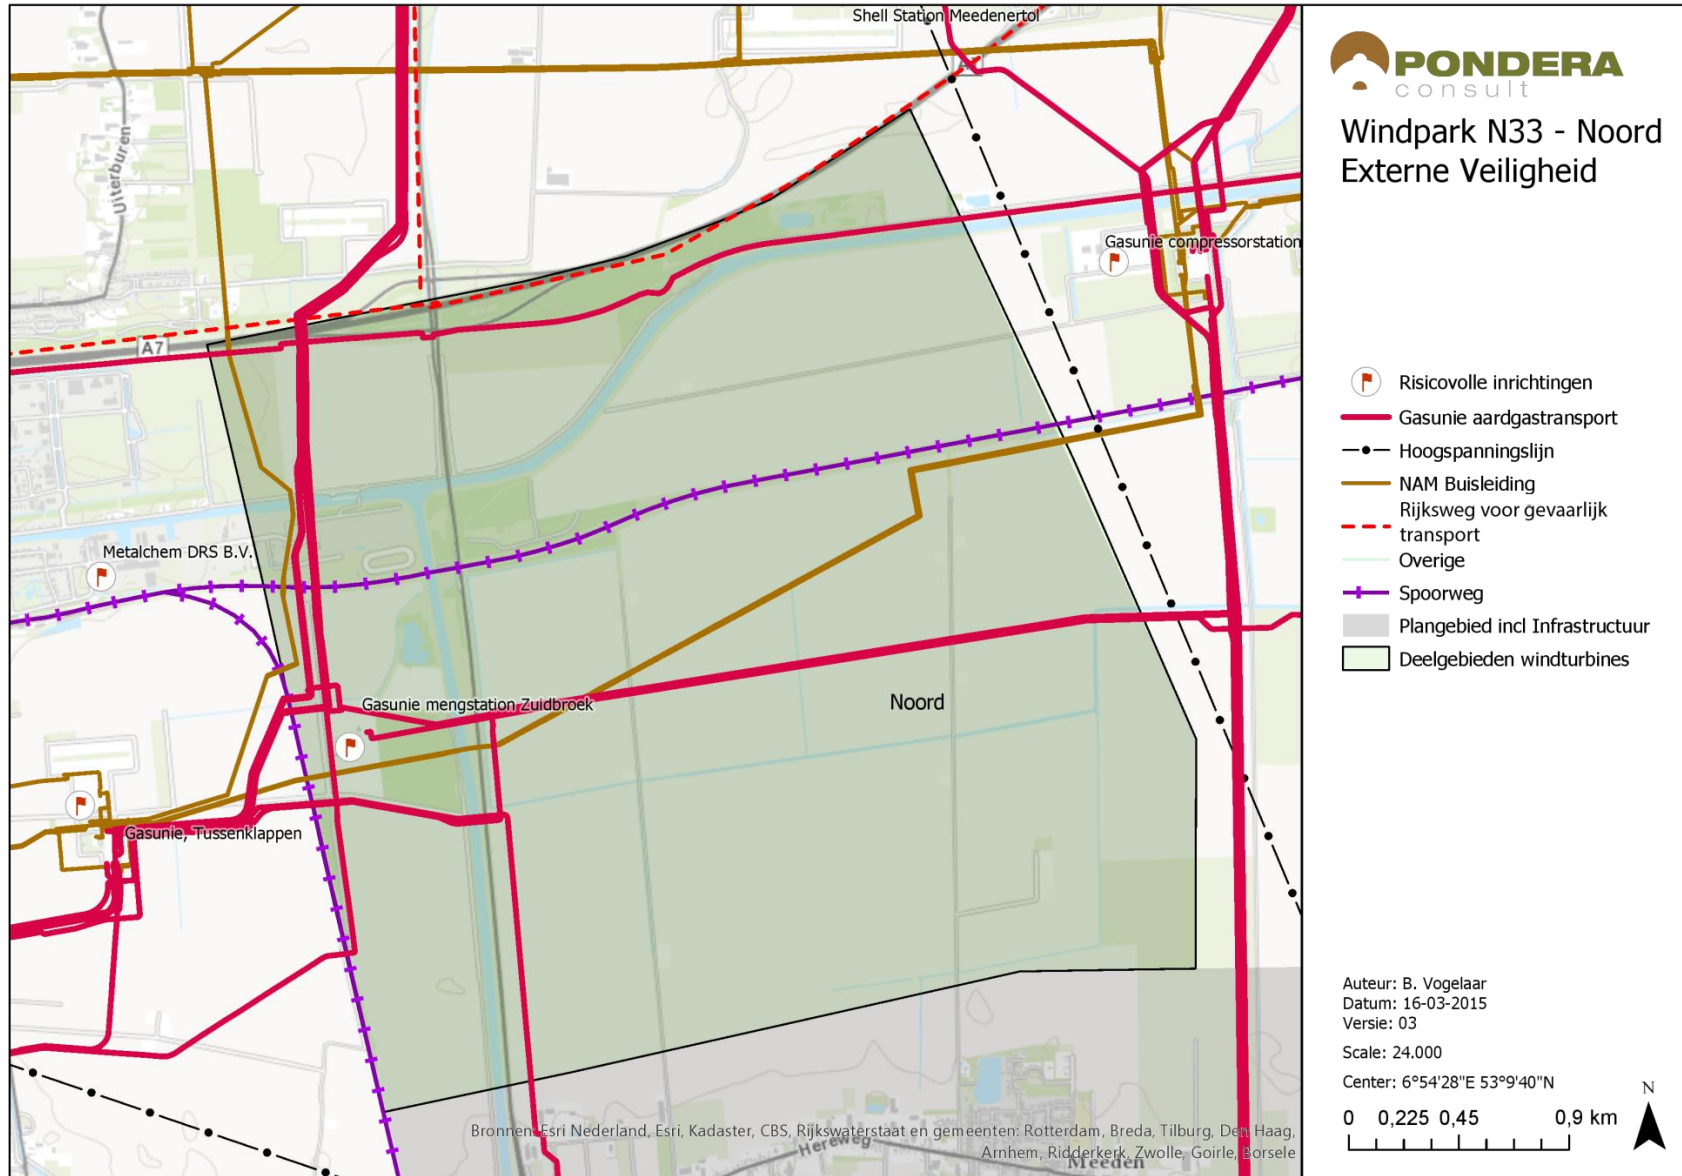 Shell Station Meedenertol
Uiterburen
A7
Gasunie compressorstation
Metalchem DRS B.V.
Gasunie mengstation Zuidbroek
Noord
Gasunie, Tussenklappen
Hereweg
Meeden
Bronnen: Esri Nederland, Esri, Kadaster, CBS, Rijkswaterstaat en gemeenten: Rotterdam, Breda, Tilburg, Den Haag,
Arnhem, Ridderkerk, Zwolle, Goirle, Borsele
PONDERA
consult
Windpark N33 - Noord
Externe Veiligheid
Risicovolle inrichtingen
Gasunie aardgastransport
Hoogspanningslijn
NAM Buisleiding
Rijksweg voor gevaarlijk
transport
Overige
Spoorweg
Plangebied incl Infrastructuur
Deelgebieden windturbines
Auteur: B. Vogelaar
Datum: 16-03-2015
Versie: 03
Scale: 24.000
Center: 6°54'28"E 53°9'40"N
N
0 0,225 0,45 0,9 km